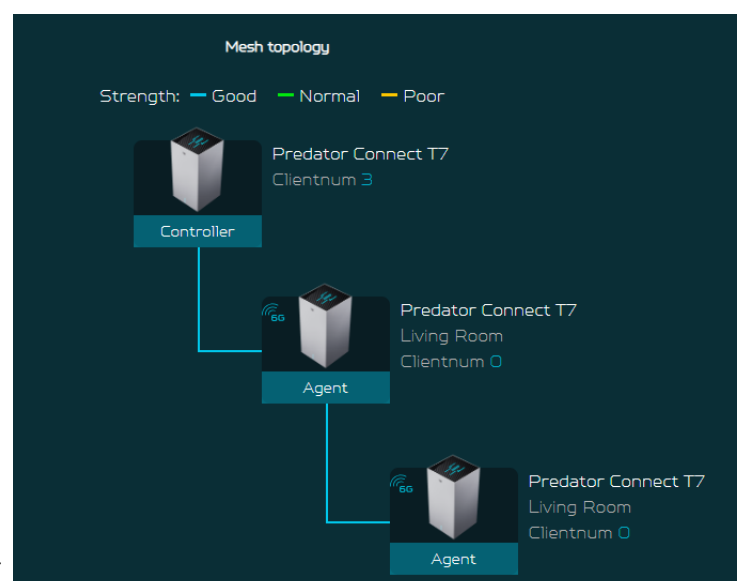 Mesh topology
Strength: Good Normal Poor
Predator Connect T7
Clientnum 3
Controller
6G
Predator Connect T7
Living Room
Clientnum 0
Agent
6G
Predator Connect T7
Living Room
Clientnum 0
Agent